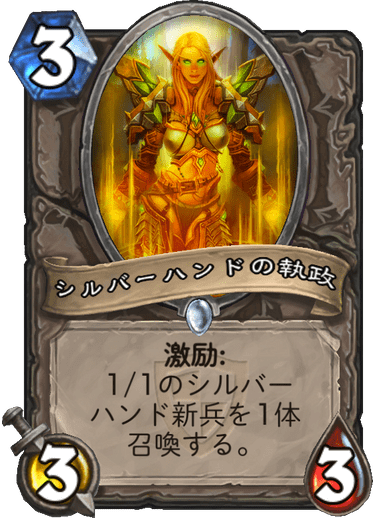 3
シルバーハンドの執政
激励:
1/1のシルバー
ハンド新兵を1体
召喚する。
3
3